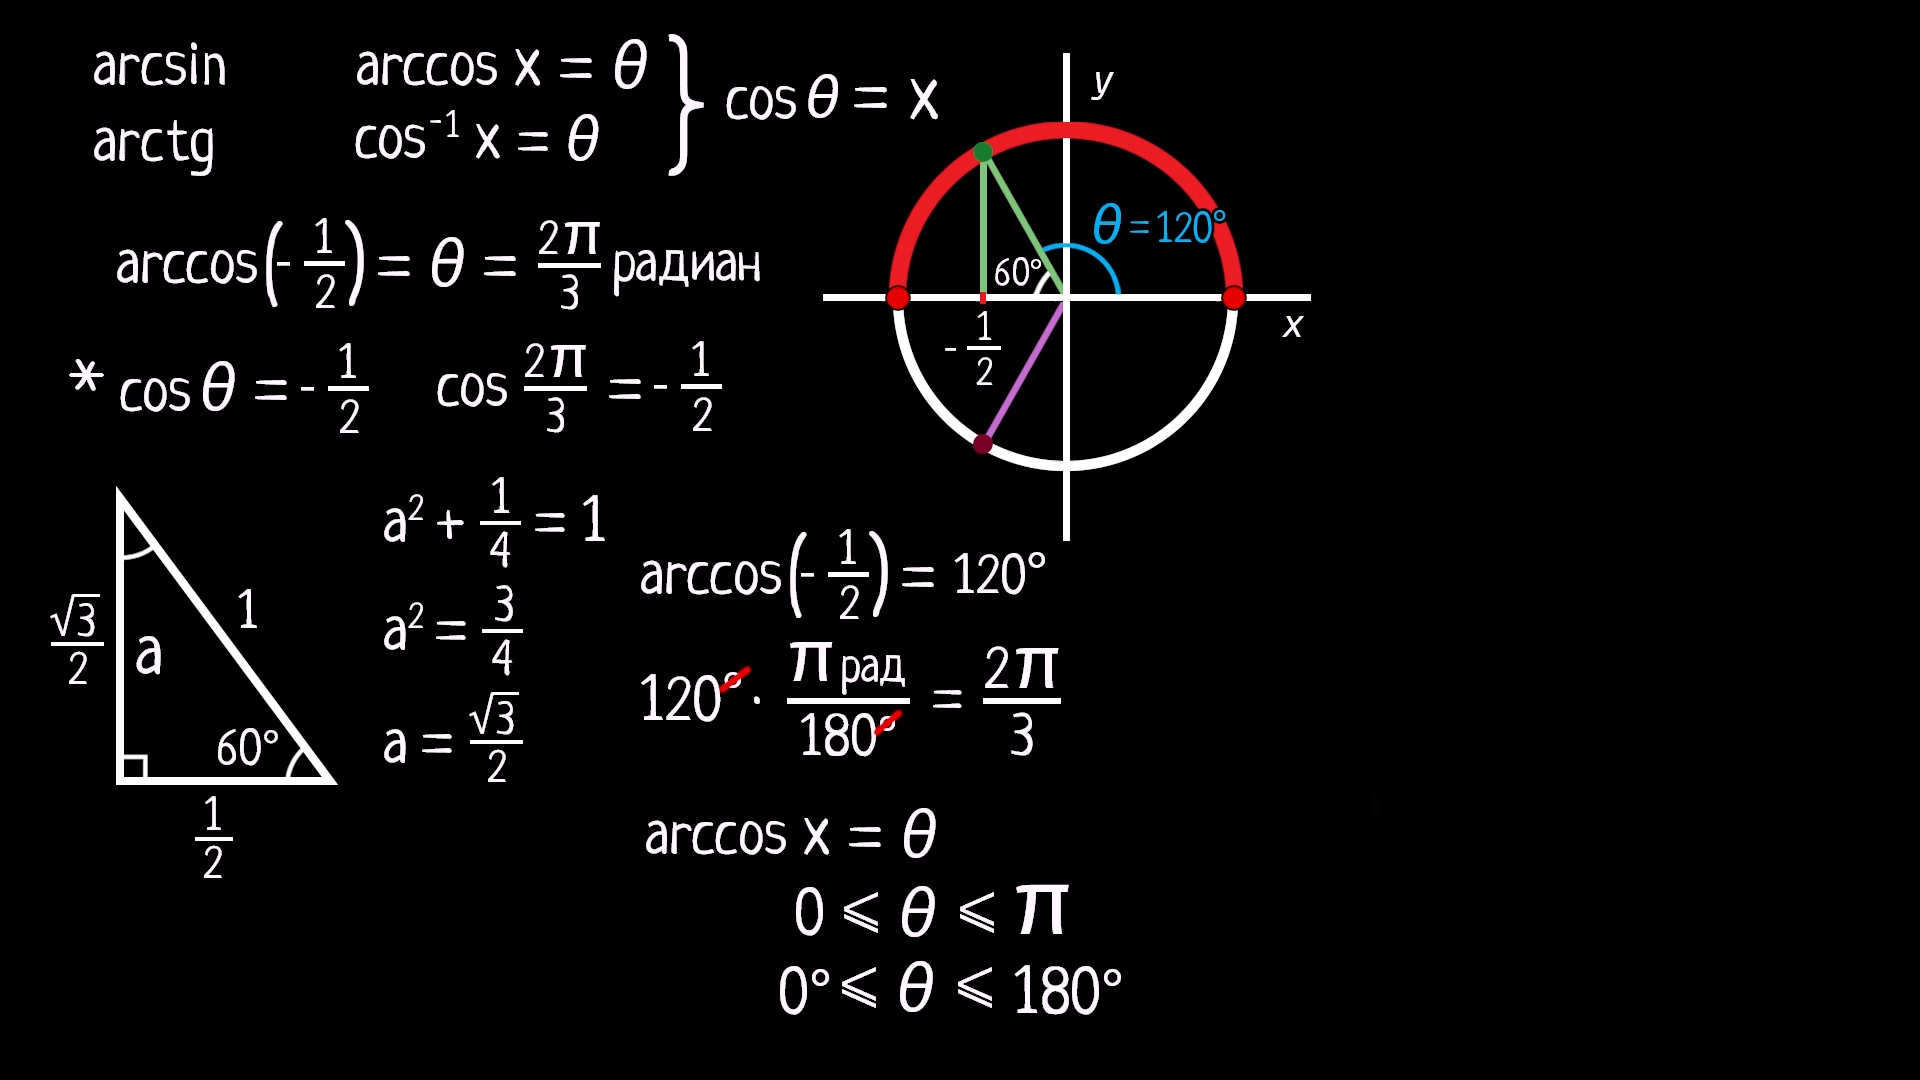 arcsin
arctg
arccos x = θ
cos⁻¹ x = θ
} cos θ = x
arccos(-1/2) = θ = 2π/3 радиан
* cos θ = -1/2
cos 2π/3 = -1/2
y
θ = 120°
60°
x
-1/2
√3/2
a
1
60°
1/2
a² + 1/4 = 1
a² = 3/4
a = √3/2
arccos(-1/2) = 120°
120° · π рад/180° = 2π/3
arccos x = θ
0 ⩽ θ ⩽ π
0° ⩽ θ ⩽ 180°